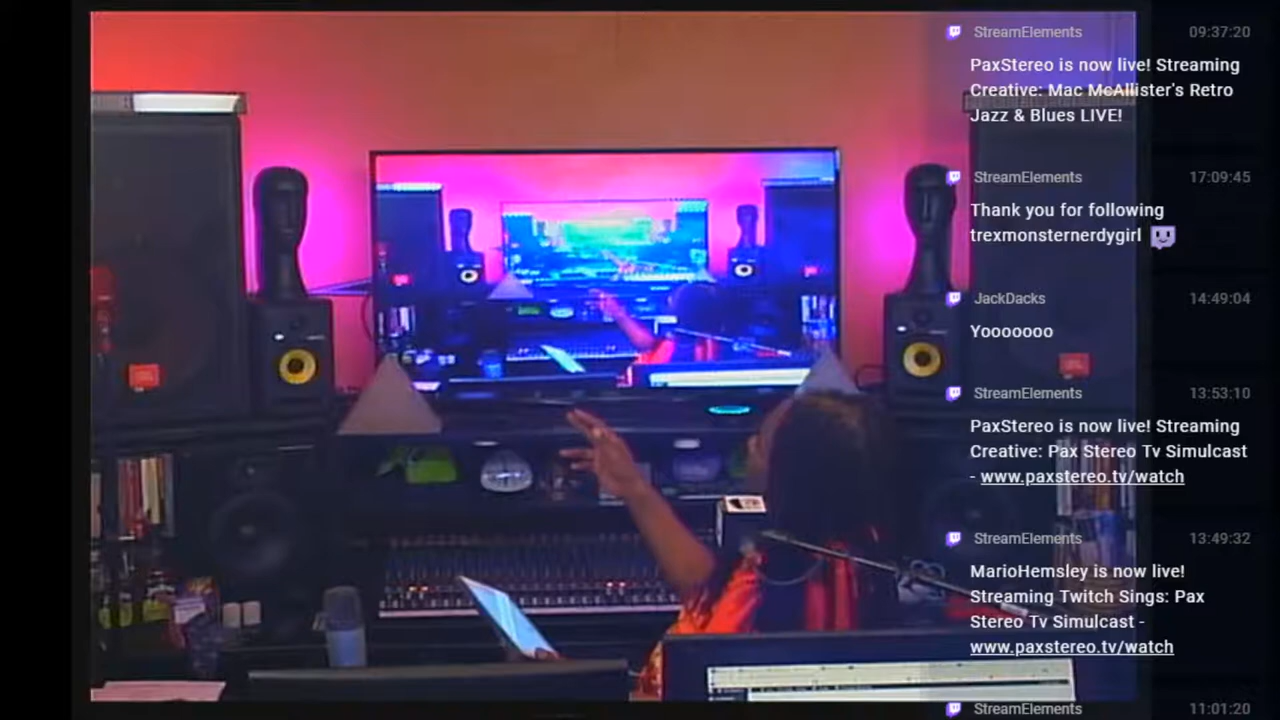 StreamElements 09:37:20
PaxStereo is now live! Streaming
Creative: Mac McAllister's Retro
Jazz & Blues LIVE!
StreamElements 17:09:45
Thank you for following
trexmonsternerdygirl
JackDacks 14:49:04
Yooooooo
StreamElements 13:53:10
PaxStereo is now live! Streaming
Creative: Pax Stereo Tv Simulcast
- www.paxstereo.tv/watch
StreamElements 13:49:32
MarioHemsley is now live!
Streaming Twitch Sings: Pax
Stereo Tv Simulcast -
www.paxstereo.tv/watch
StreamElements 11:01:20